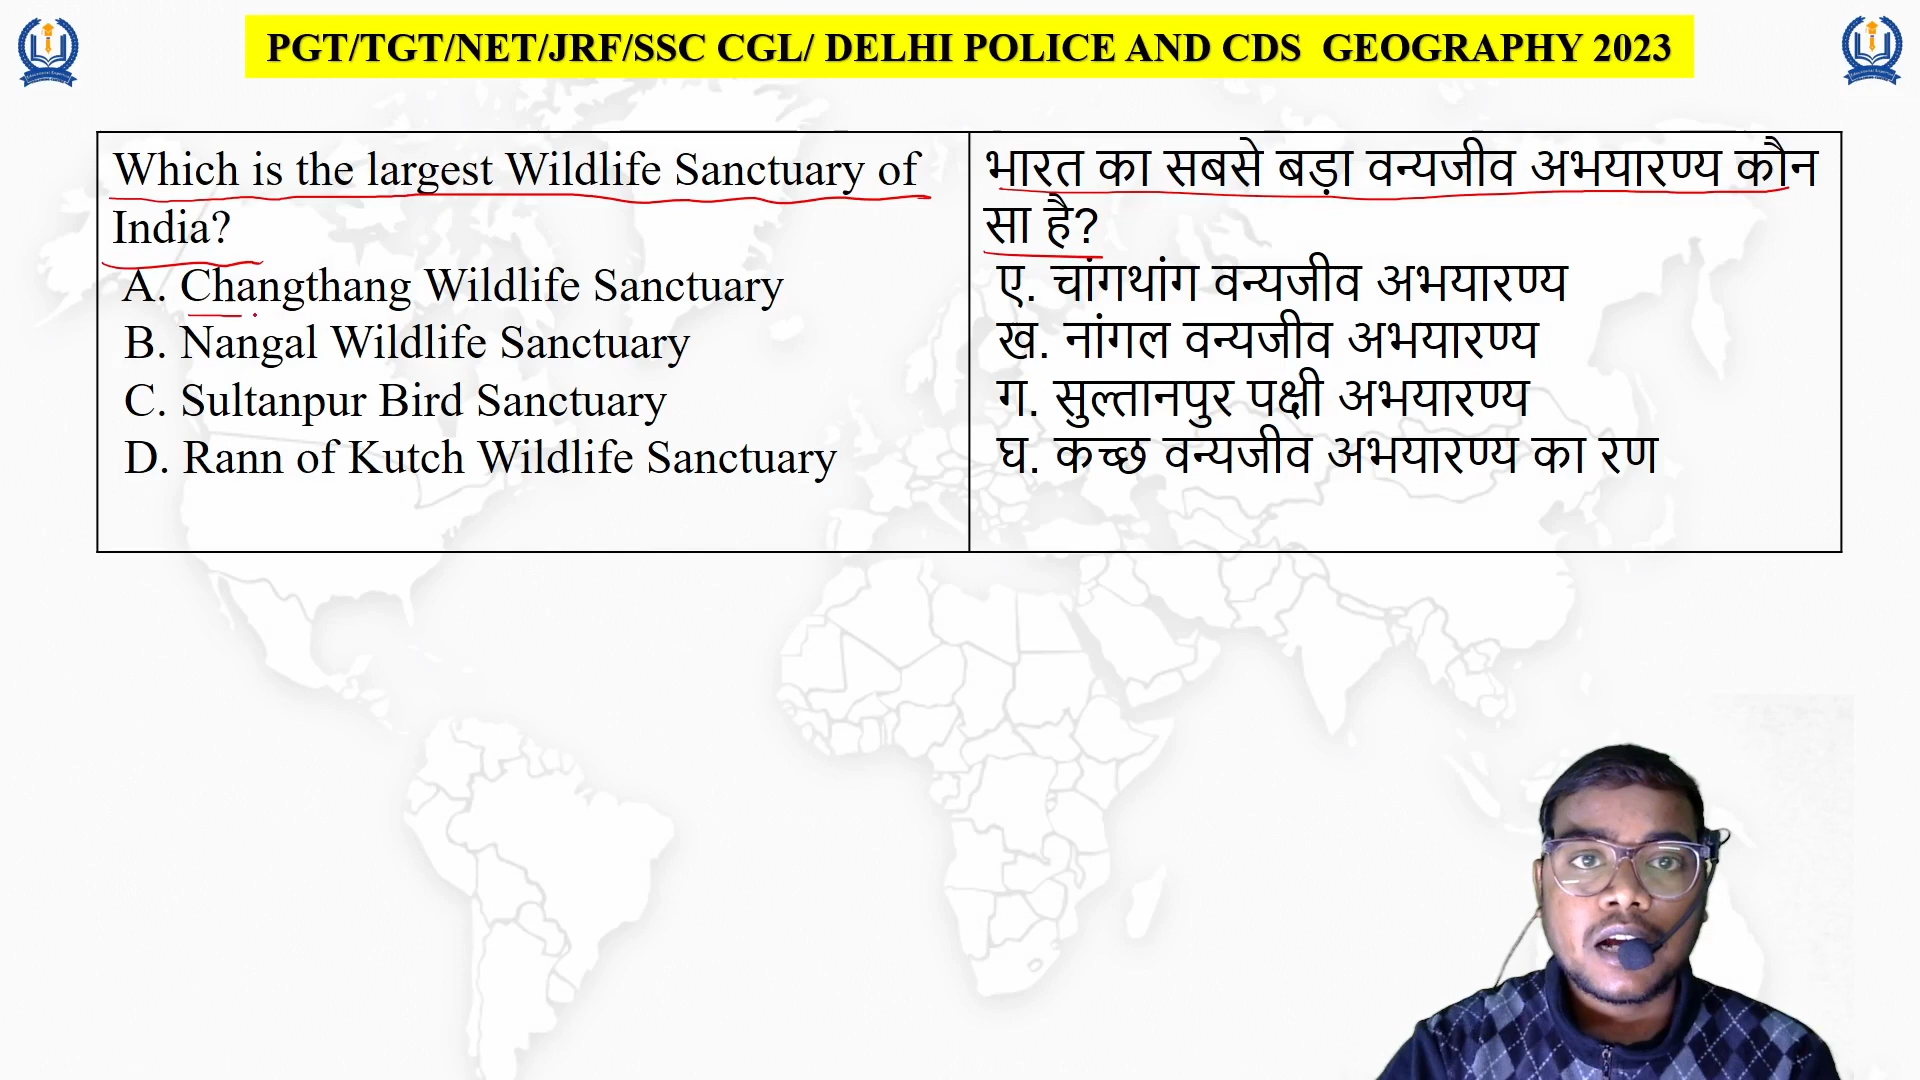 PGT/TGT/NET/JRF/SSC CGL/ DELHI POLICE AND CDS GEOGRAPHY 2023
Which is the largest Wildlife Sanctuary of
India?
A. Changthang Wildlife Sanctuary
B. Nangal Wildlife Sanctuary
C. Sultanpur Bird Sanctuary
D. Rann of Kutch Wildlife Sanctuary
भारत का सबसे बड़ा वन्यजीव अभयारण्य कौन
सा है?
ए. चांगथांग वन्यजीव अभयारण्य
ख. नांगल वन्यजीव अभयारण्य
ग. सुल्तानपुर पक्षी अभयारण्य
घ. कच्छ वन्यजीव अभयारण्य का रण